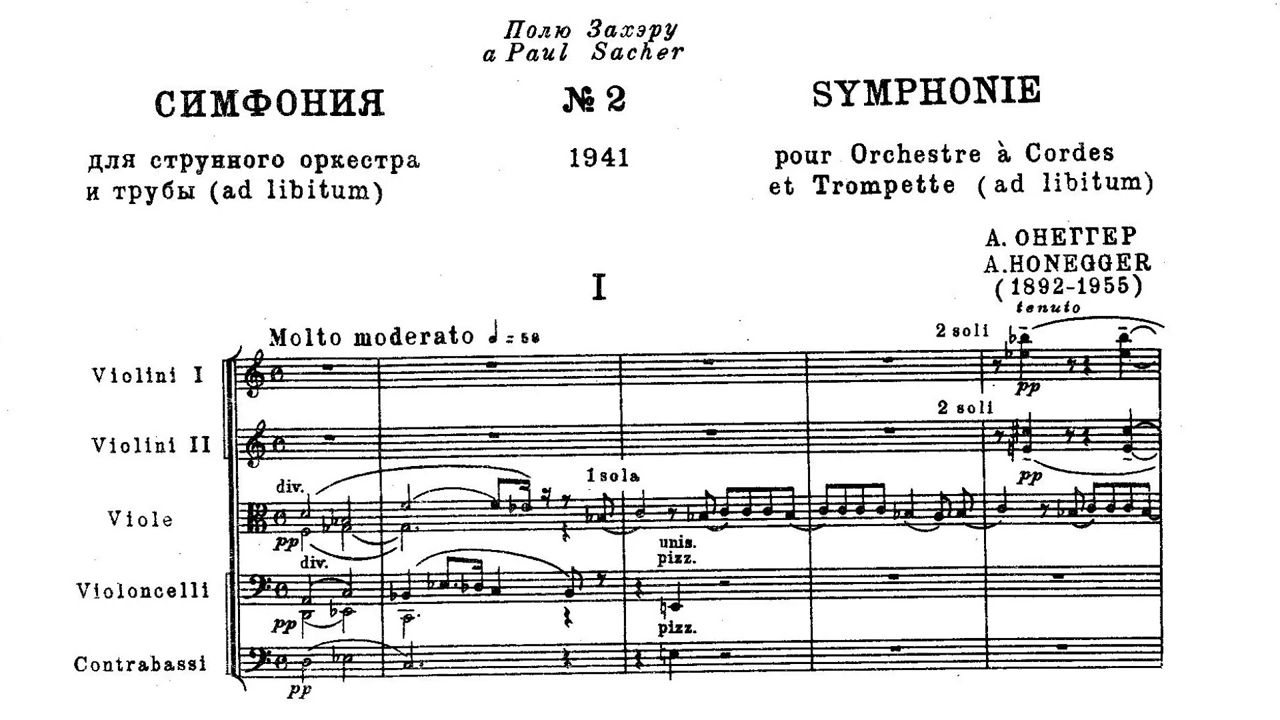 Полю Захэру
a Paul Sacher
СИМФОНИЯ № 2 SYMPHONIE
для струнного оркестра 1941 pour Orchestre à Cordes
и трубы (ad libitum) et Trompette (ad libitum)
А. ОНЕГГЕР
A. HONEGGER
(1892-1955)
I
tenuto
Molto moderato = 58 2 soli
Violini I
pp
2 soli
Violini II
pp
div. 1 sola
Viole
pp
unis.
div. pizz.
Violoncelli
pp pizz.
Contrabassi
pp